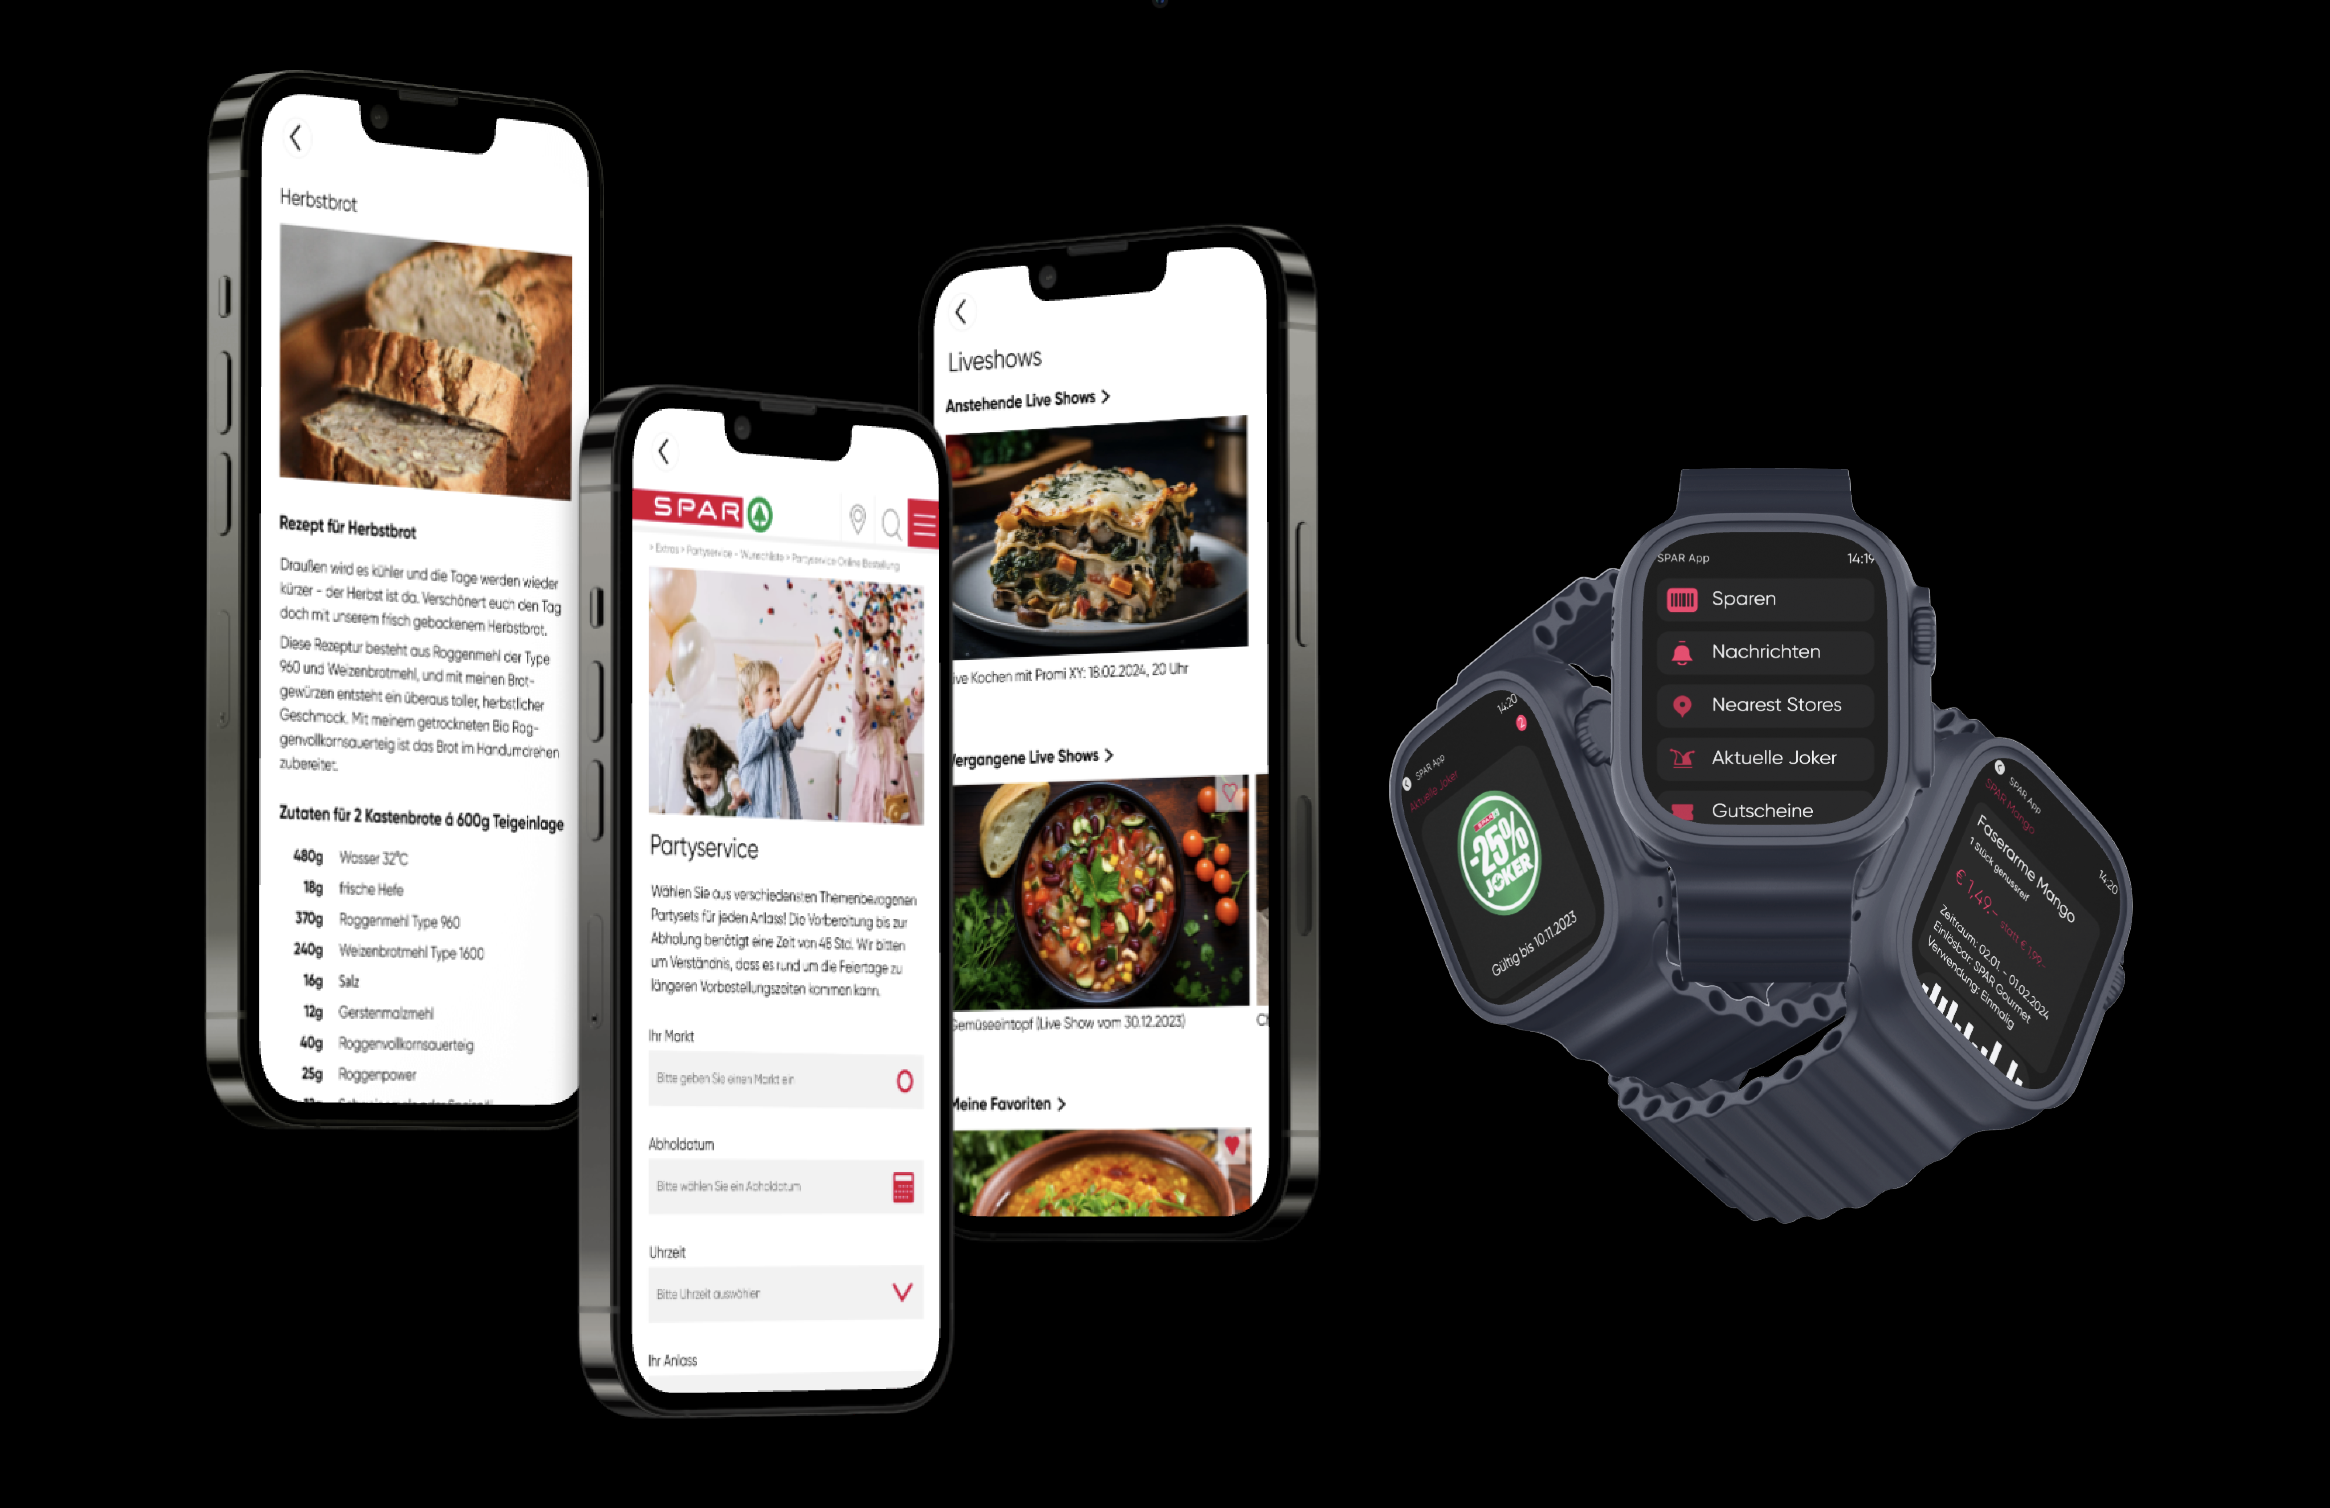 Herbstbrot
Rezept für Herbstbrot
Draußen wird es kühler und die Tage werden wieder
kürzer - der Herbst ist da. Verschönert euch den Tag
doch mit unserem frisch gebackenem Herbstbrot.
Diese Rezeptur besteht aus Roggenmehl der Type
960 und Weizenbrotmehl, und mit meinen Brot-
gewürzen entsteht ein überaus toller, herbstlicher
Geschmack. Mit meinem getrockneten Bio Rog-
genvollkornsauerteig ist das Brot im Handumdrehen
zubereitet.
Zutaten für 2 Kastenbrote á 600g Teigeinlage
480g Wasser 32°C
18g frische Hefe
370g Roggenmehl Type 960
240g Weizenbrotmehl Type 1600
16g Salz
12g Gerstenmalzmehl
40g Roggenvollkornsauerteig
25g Roggenpower
SPAR
> Extras > Partyservice - Wunschliste > Partyservice Online Bestellung
Partyservice
Wählen Sie aus verschiedensten Themenbezogenen
Partysets für jeden Anlass! Die Vorbereitung bis zur
Abholung benötigt eine Zeit von 48 Std. Wir bitten
um Verständnis, dass es rund um die Feiertage zu
längeren Vorbestellungszeiten kommen kann.
Ihr Markt
Bitte geben Sie einen Markt ein
Abholdatum
Bitte wählen Sie ein Abholdatum
Uhrzeit
Bitte Uhrzeit auswählen
Ihr Anlass
Liveshows
Anstehende Live Shows >
ive Kochen mit Promi XY: 18.02.2024, 20 Uhr
Vergangene Live Shows >
Gemüseeintopf (Live Show vom 30.12.2023)
Meine Favoriten >
14:20
2
SPAR App
Aktuelle Joker
-25%
JOKER
Gültig bis 10.11.2023
SPAR App 14:19
Sparen
Nachrichten
Nearest Stores
Aktuelle Joker
Gutscheine
SPAR App
14:20
SPAR Mango
Faserarme Mango
1 Stück genussreif
€ 1,49.- statt € 1,99.-
Zeitraum: 02.01. - 01.02.2024
Einlösbar: SPAR Gourmet
Verwendung: Einmalig